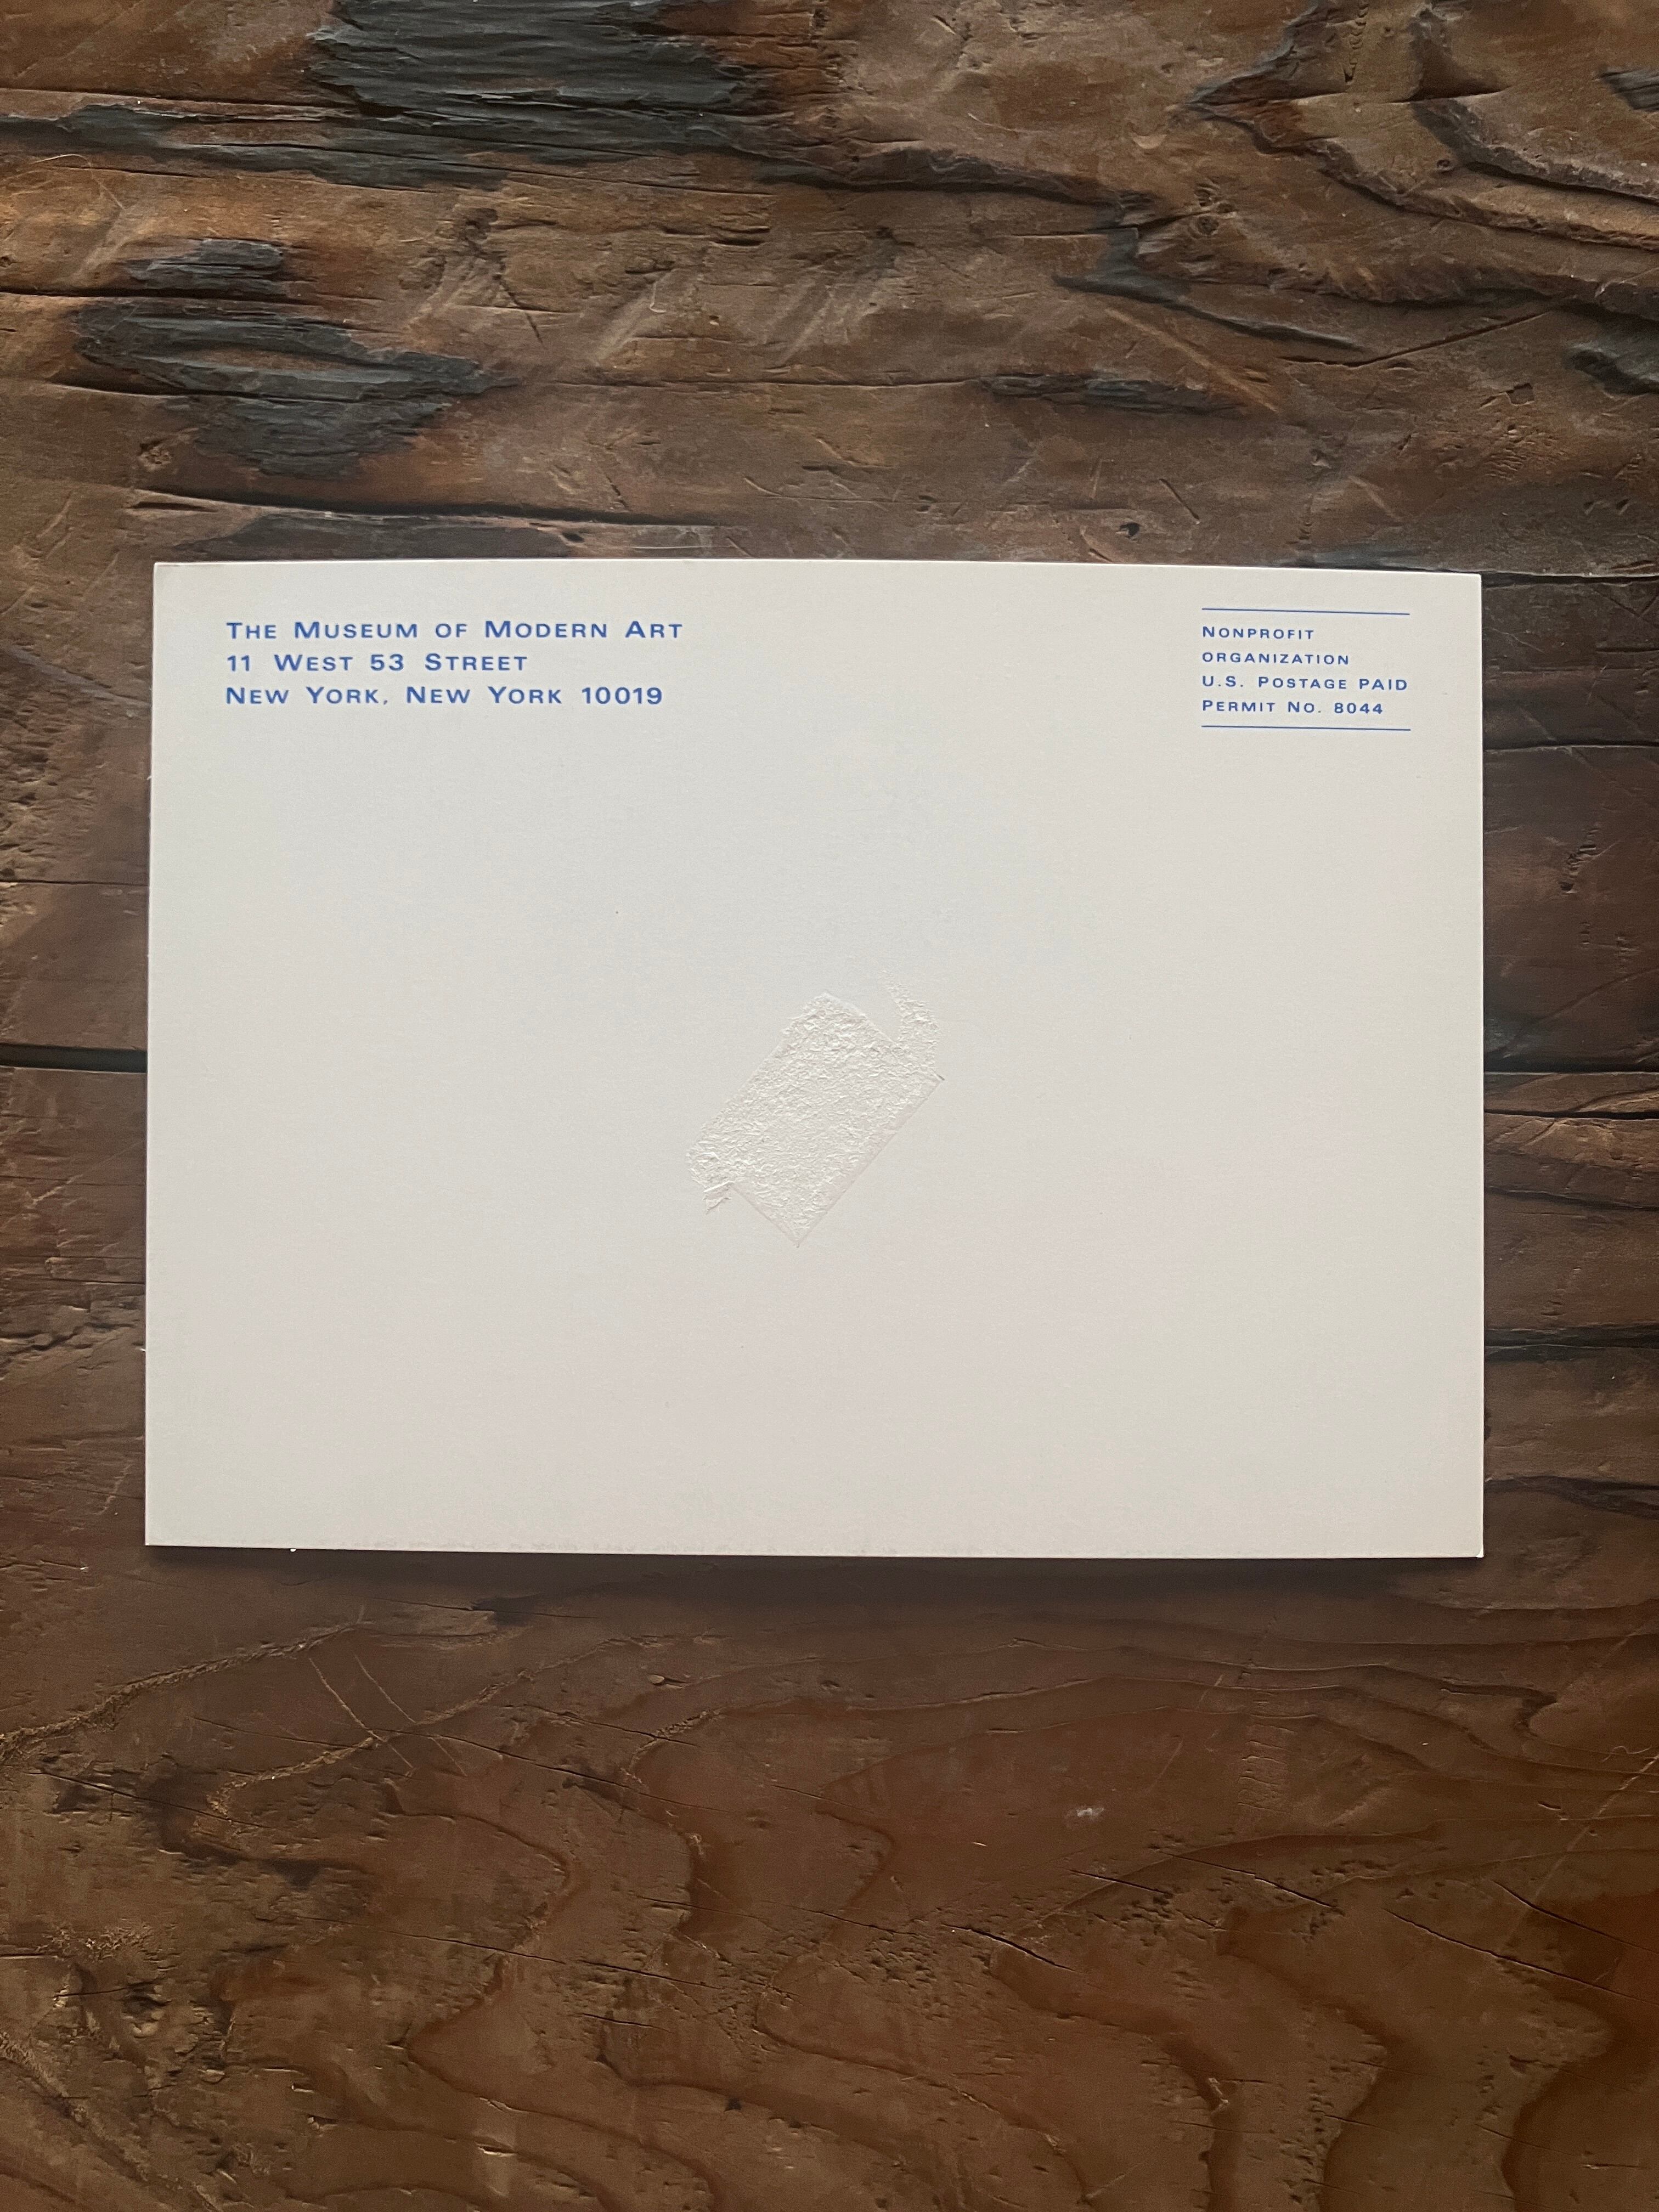 THE MUSEUM OF MODERN ART
11 WEST 53 STREET
NEW YORK, NEW YORK 10019
NONPROFIT
ORGANIZATION
U.S. POSTAGE PAID
PERMIT NO. 8044